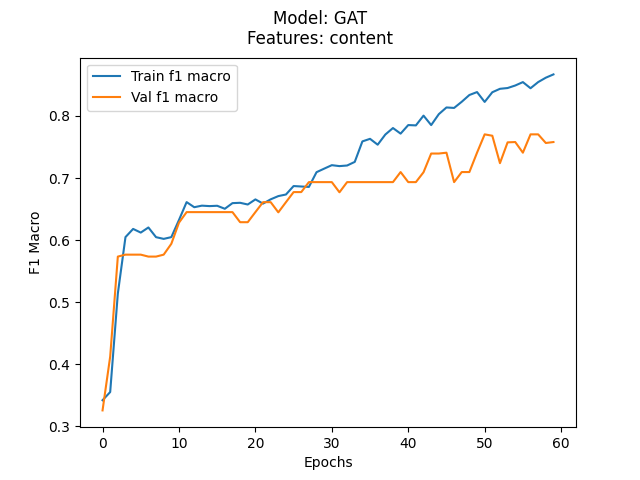 Model: GAT
Features: content
Train f1 macro
Val f1 macro
F1 Macro
0.8
0.7
0.6
0.5
0.4
0.3
0 10 20 30 40 50 60
Epochs